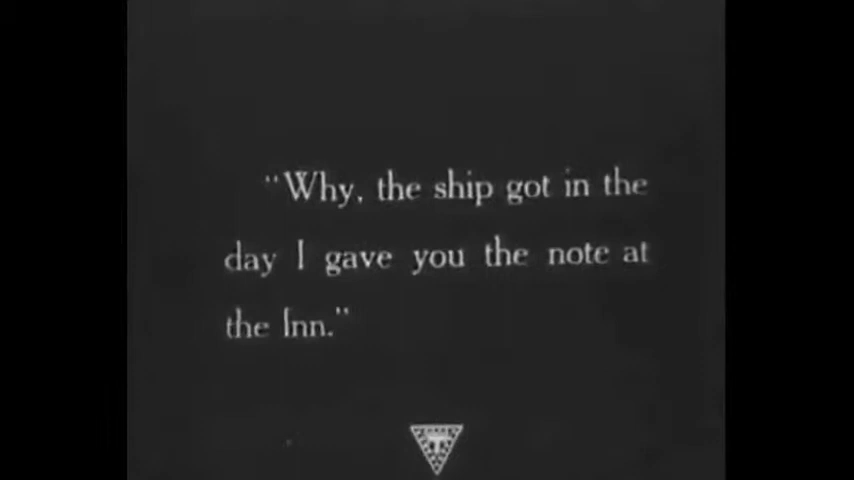 "Why, the ship got in the
day I gave you the note at
the Inn."
T